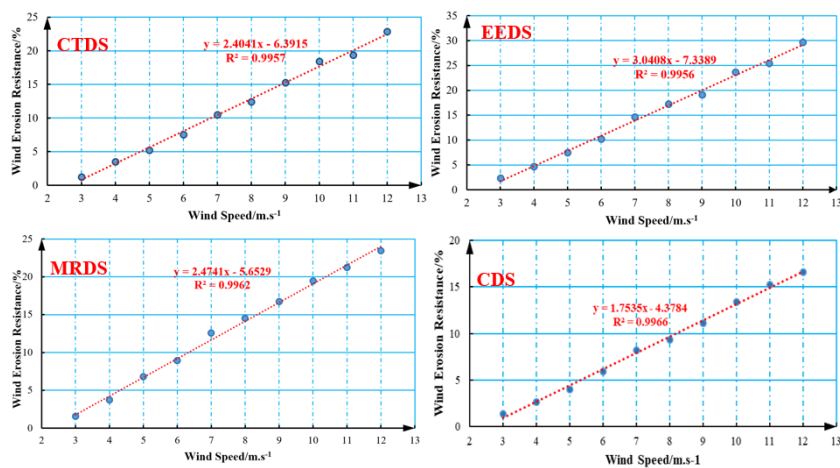 CTDS
y = 2.4041x - 6.3915
R² = 0.9957
Wind Erosion Resistance/%
25
20
15
10
5
0
2 3 4 5 6 7 8 9 10 11 12 13
Wind Speed/m.s⁻¹
EEDS
y = 3.0408x - 7.3389
R² = 0.9956
Wind Erosion Resistance/%
35
30
25
20
15
10
5
0
2 3 4 5 6 7 8 9 10 11 12 13
Wind Speed/m.s⁻¹
MRDS
y = 2.4741x - 5.6529
R² = 0.9962
Wind Erosion Resistance/%
25
20
15
10
5
0
2 3 4 5 6 7 8 9 10 11 12 13
Wind Speed/m.s⁻¹
CDS
y = 1.7535x - 4.3784
R² = 0.9966
Wind Erosion Resistance/%
20
15
10
5
0
2 3 4 5 6 7 8 9 10 11 12 13
Wind Speed/m.s-1